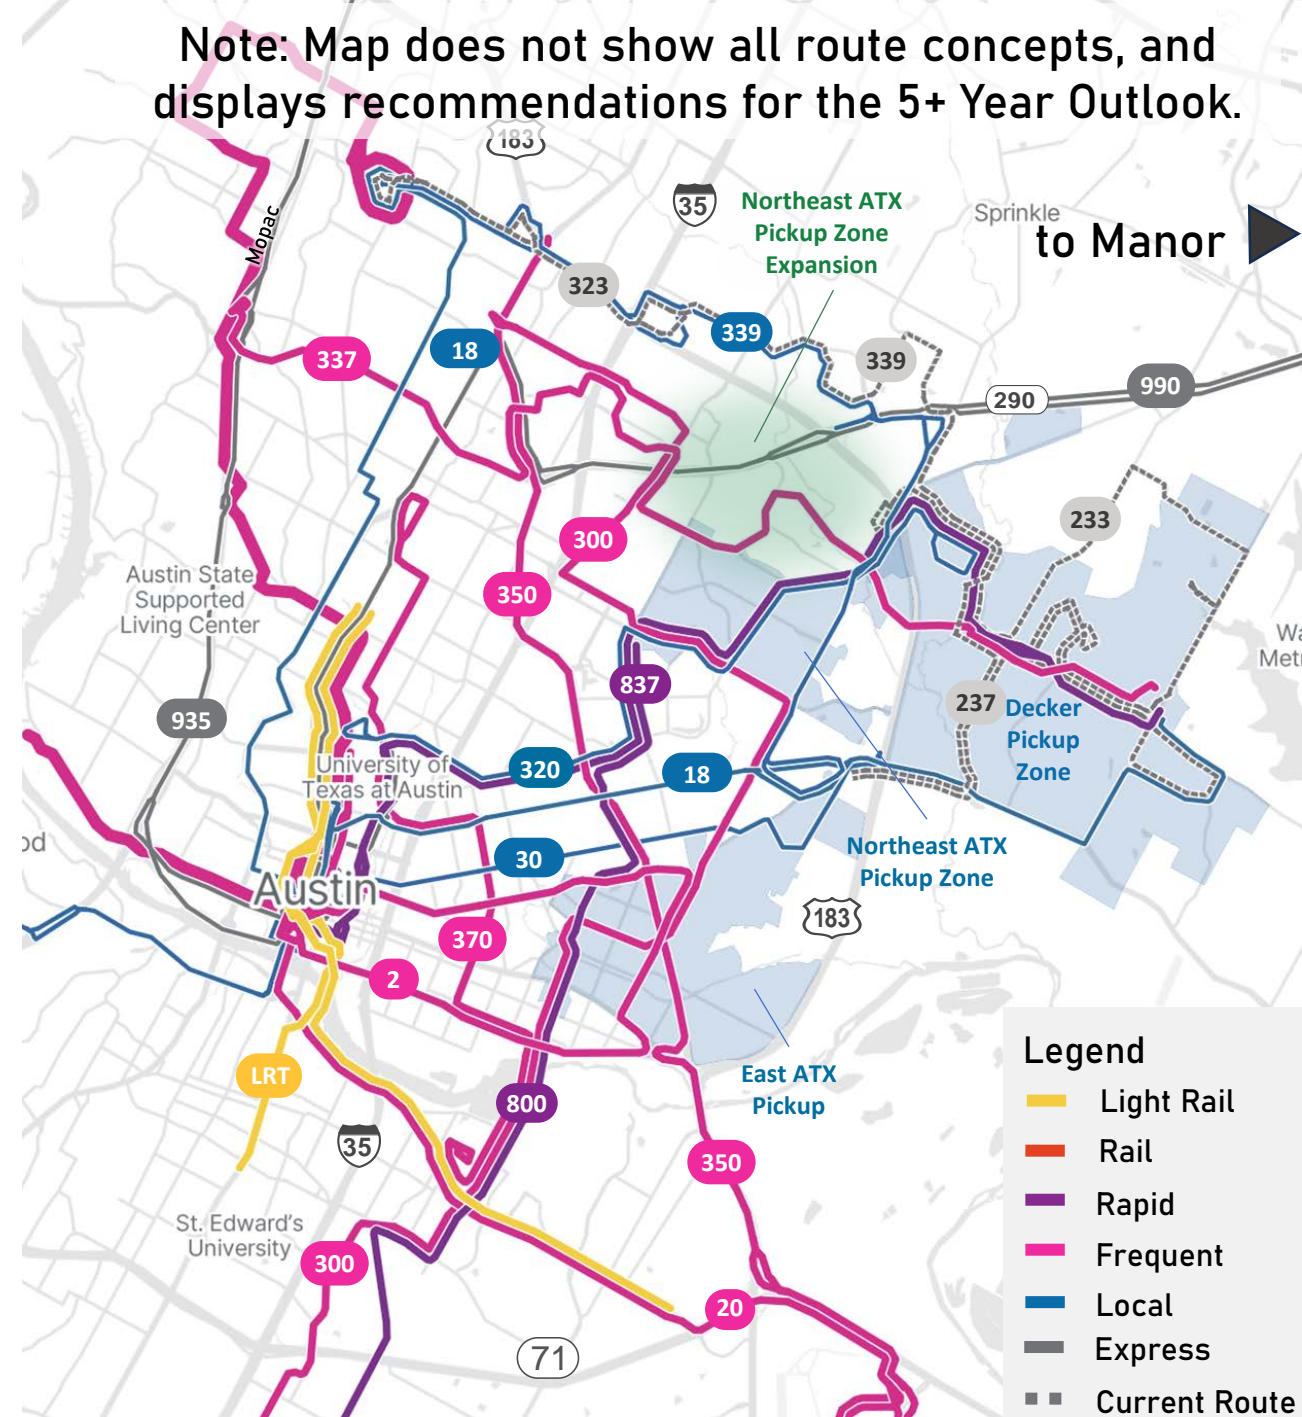 Note: Map does not show all route concepts, and
displays recommendations for the 5+ Year Outlook.
183
35
Northeast ATX
Pickup Zone
Expansion
Sprinkle
to Manor
Mopac
323
339
18
337
339
990
290
233
300
350
Austin State
Supported
Living Center
837
237
Decker
Pickup
Zone
935
University of
Texas at Austin
320
18
30
Northeast ATX
Pickup Zone
Austin
183
370
2
East ATX
Pickup
LRT
800
35
350
St. Edward's
University
300
20
71
Legend
Light Rail
Rail
Rapid
Frequent
Local
Express
Current Route